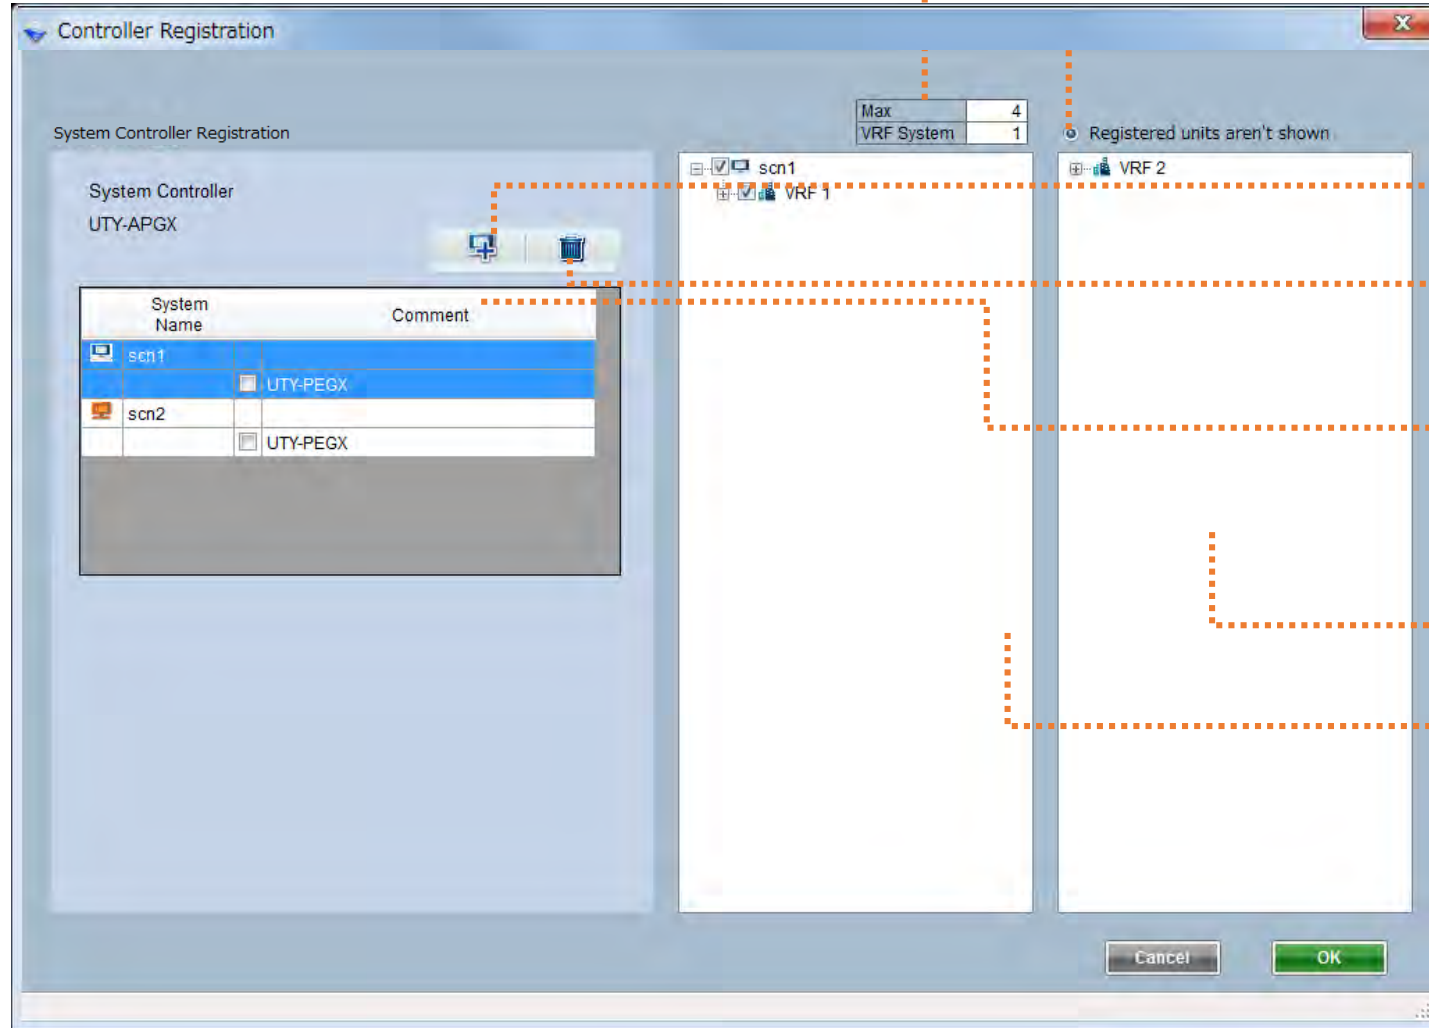 Controller Registration
X
Max 4
VRF System 1
System Controller Registration
Registered units aren't shown
System Controller
UTY-APGX
System
Name
Comment
scn1
UTY-PEGX
scn2
UTY-PEGX
scn1
VRF 1
VRF 2
Cancel
OK